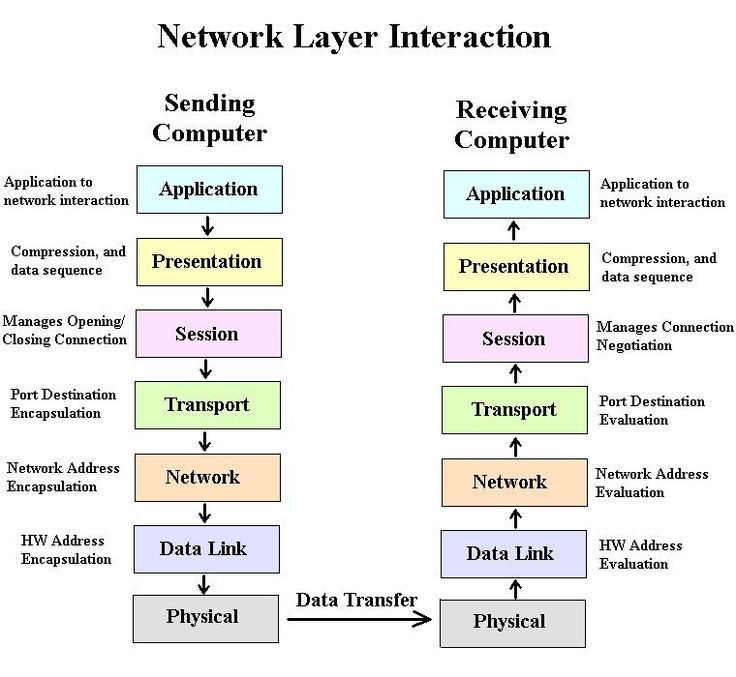 Network Layer Interaction
Sending
Computer
Receiving
Computer
Application to
network interaction
Application
Application
Application to
network interaction
Compression, and
data sequence
Presentation
Presentation
Compression, and
data sequence
Manages Opening/
Closing Connection
Session
Session
Manages Connection
Negotiation
Port Destination
Encapsulation
Transport
Transport
Port Destination
Evaluation
Network Address
Encapsulation
Network
Network
Network Address
Evaluation
HW Address
Encapsulation
Data Link
Data Link
HW Address
Evaluation
Physical
Data Transfer
Physical